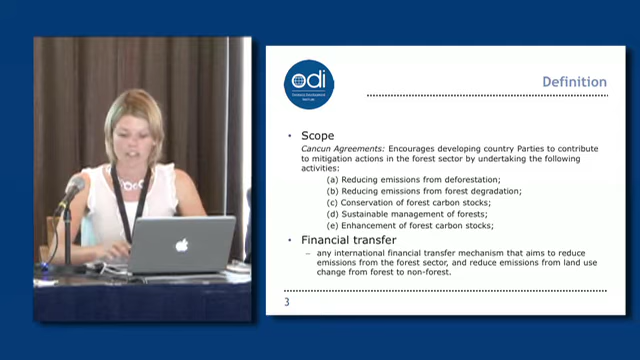 odi
Definition
• Scope
Cancun Agreements: Encourages developing country Parties to contribute
to mitigation actions in the forest sector by undertaking the following
activities:
(a) Reducing emissions from deforestation;
(b) Reducing emissions from forest degradation;
(c) Conservation of forest carbon stocks;
(d) Sustainable management of forests;
(e) Enhancement of forest carbon stocks;
• Financial transfer
– any international financial transfer mechanism that aims to reduce
emissions from the forest sector, and reduce emissions from land use
change from forest to non-forest.
3